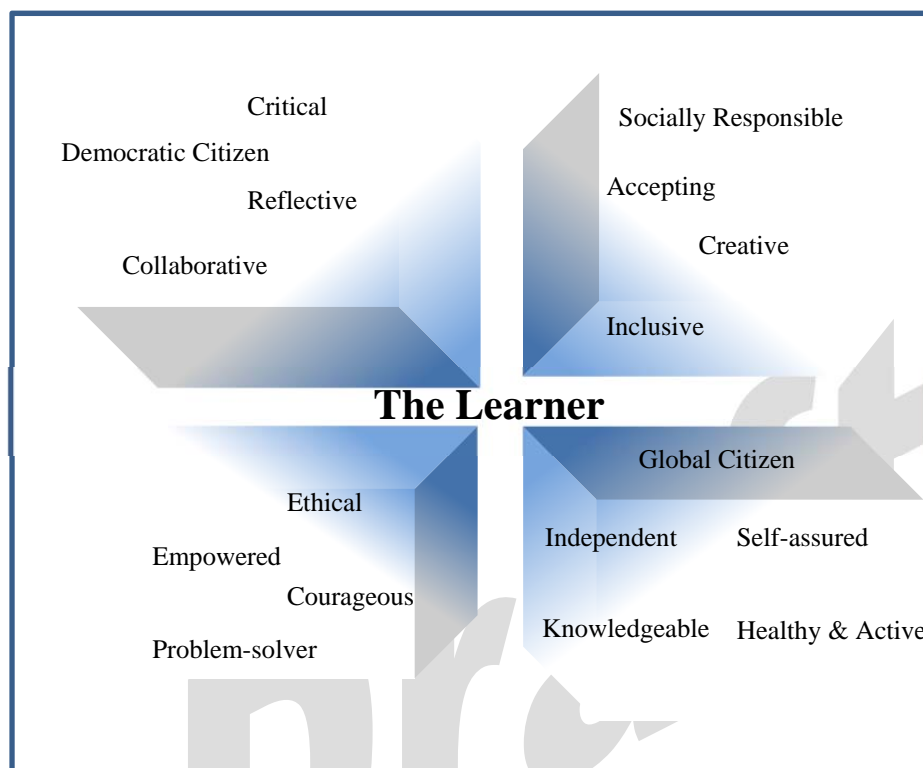 Critical
Democratic Citizen
Reflective
Collaborative
Socially Responsible
Accepting
Creative
Inclusive
The Learner
Ethical
Empowered
Courageous
Problem-solver
Global Citizen
Independent
Self-assured
Knowledgeable
Healthy & Active